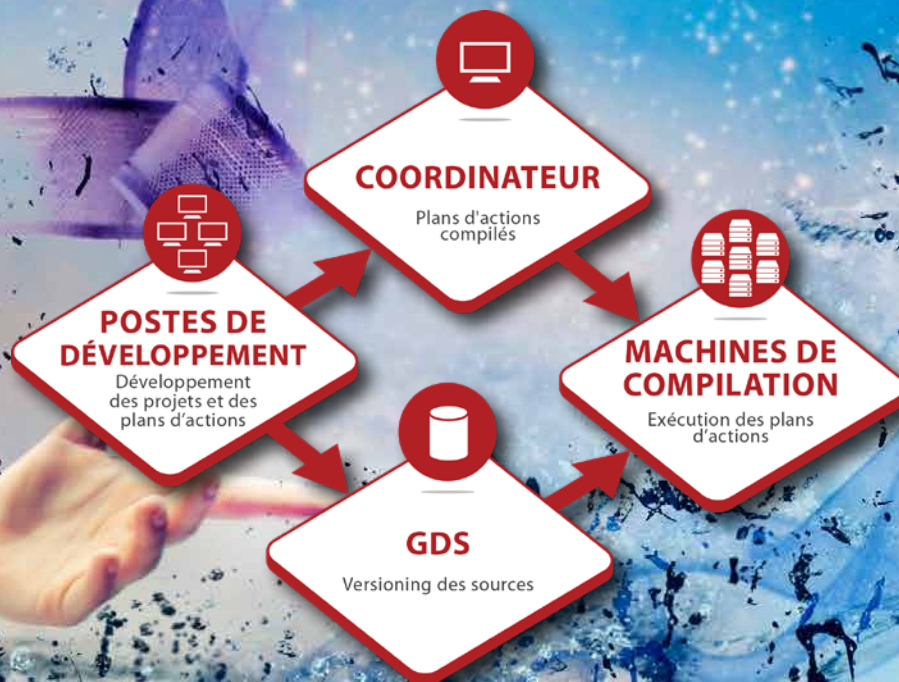 COORDINATEUR
Plans d'actions
compilés
POSTES DE
DÉVELOPPEMENT
Développement
des projets et des
plans d’actions
MACHINES DE
COMPILATION
Exécution des plans
d'actions
GDS
Versioning des sources